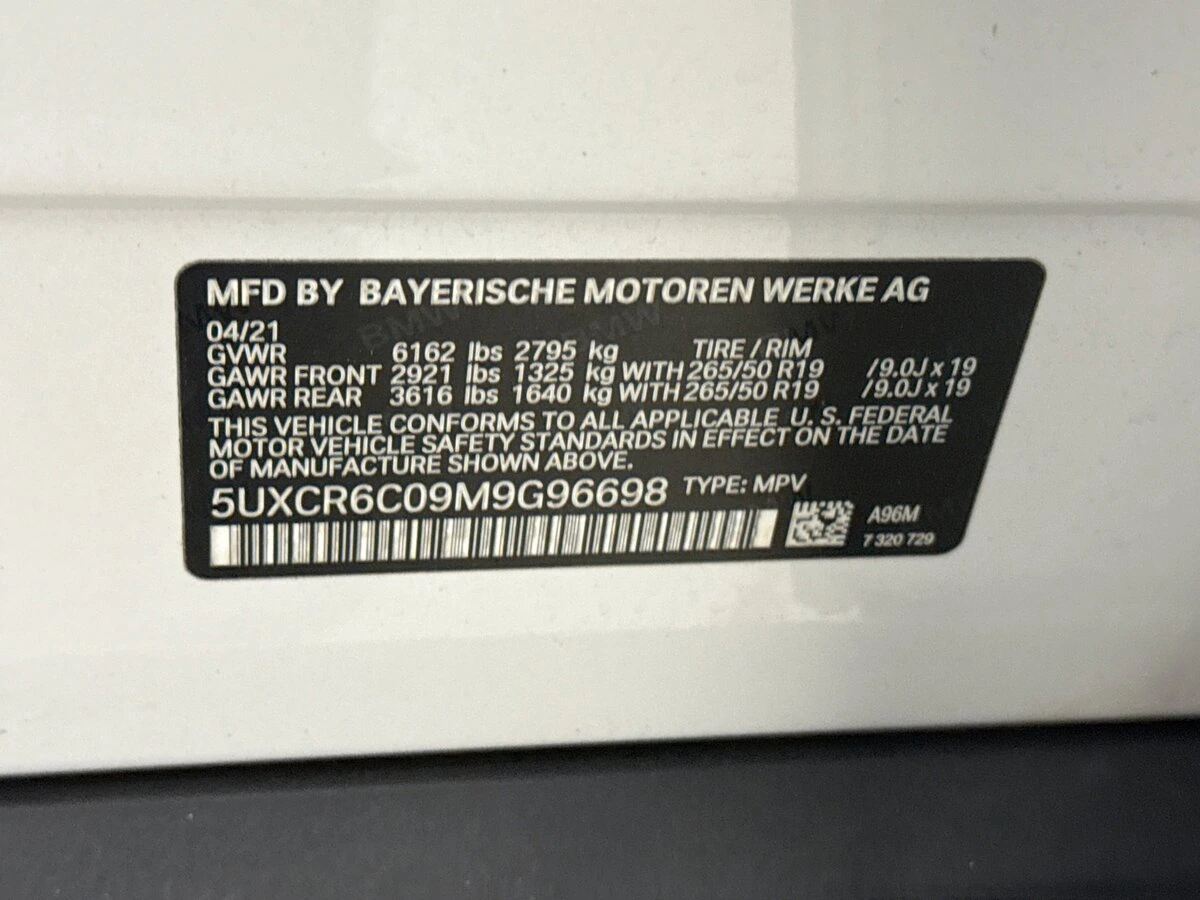 MFD BY BAYERISCHE MOTOREN WERKE AG
04/21
GVWR 6162 lbs 2795 kg TIRE / RIM
GAWR FRONT 2921 lbs 1325 kg WITH 265/50 R19 /9.0J x 19
GAWR REAR 3616 lbs 1640 kg WITH 265/50 R19 /9.0J x 19
THIS VEHICLE CONFORMS TO ALL APPLICABLE U. S. FEDERAL
MOTOR VEHICLE SAFETY STANDARDS IN EFFECT ON THE DATE
OF MANUFACTURE SHOWN ABOVE.
5UXCR6C09M9G96698 TYPE: MPV
A96M
7 320 729
BMW BMW